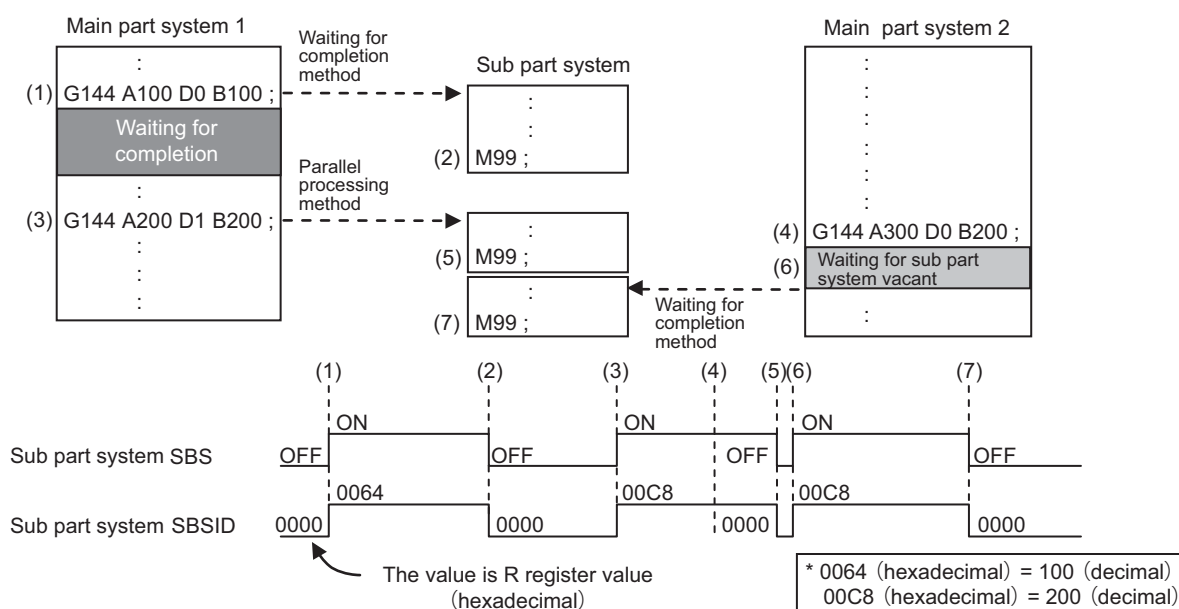 Main part system 1
:
(1) G144 A100 D0 B100 ;
Waiting for
completion
:
(3) G144 A200 D1 B200 ;
:
:
:
Waiting for
completion
method
Parallel
processing
method
Sub part system
:
:
(2) M99 ;
:
(5) M99 ;
:
(7) M99 ;
Waiting for
completion
method
Main part system 2
:
:
:
:
:
:
(4) G144 A300 D0 B200 ;
(6) Waiting for sub part
system vacant
:
(1) (2) (3) (4) (5) (6) (7)
Sub part system SBS OFF ON OFF ON OFF ON OFF
Sub part system SBSID 0000 0064 0000 00C8 0000 00C8 0000
The value is R register value
(hexadecimal)
* 0064 (hexadecimal) = 100 (decimal)
00C8 (hexadecimal) = 200 (decimal)